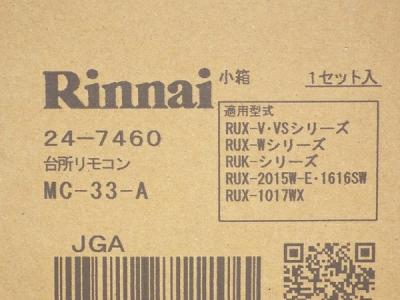 Rinnai 小箱 1セット入
24-7460
台所リモコン
MC-33-A
適用型式
RUX-V・VSシリーズ
RUX-Wシリーズ
RUK-シリーズ
RUX-2015W-E・1616SW
RUX-1017WX
JGA